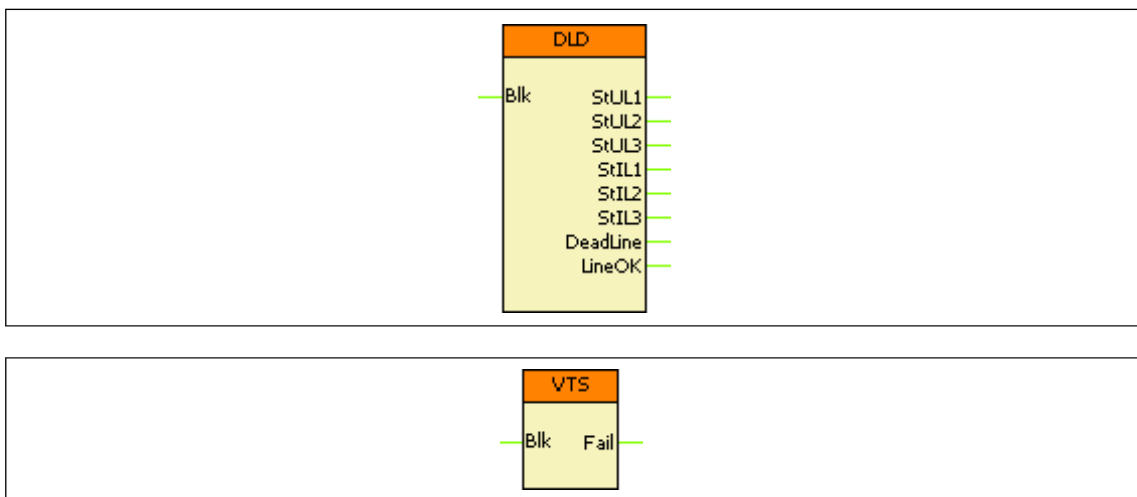 DLD
Blk StUL1
StUL2
StUL3
StIL1
StIL2
StIL3
DeadLine
LineOK
VTS
Blk Fail